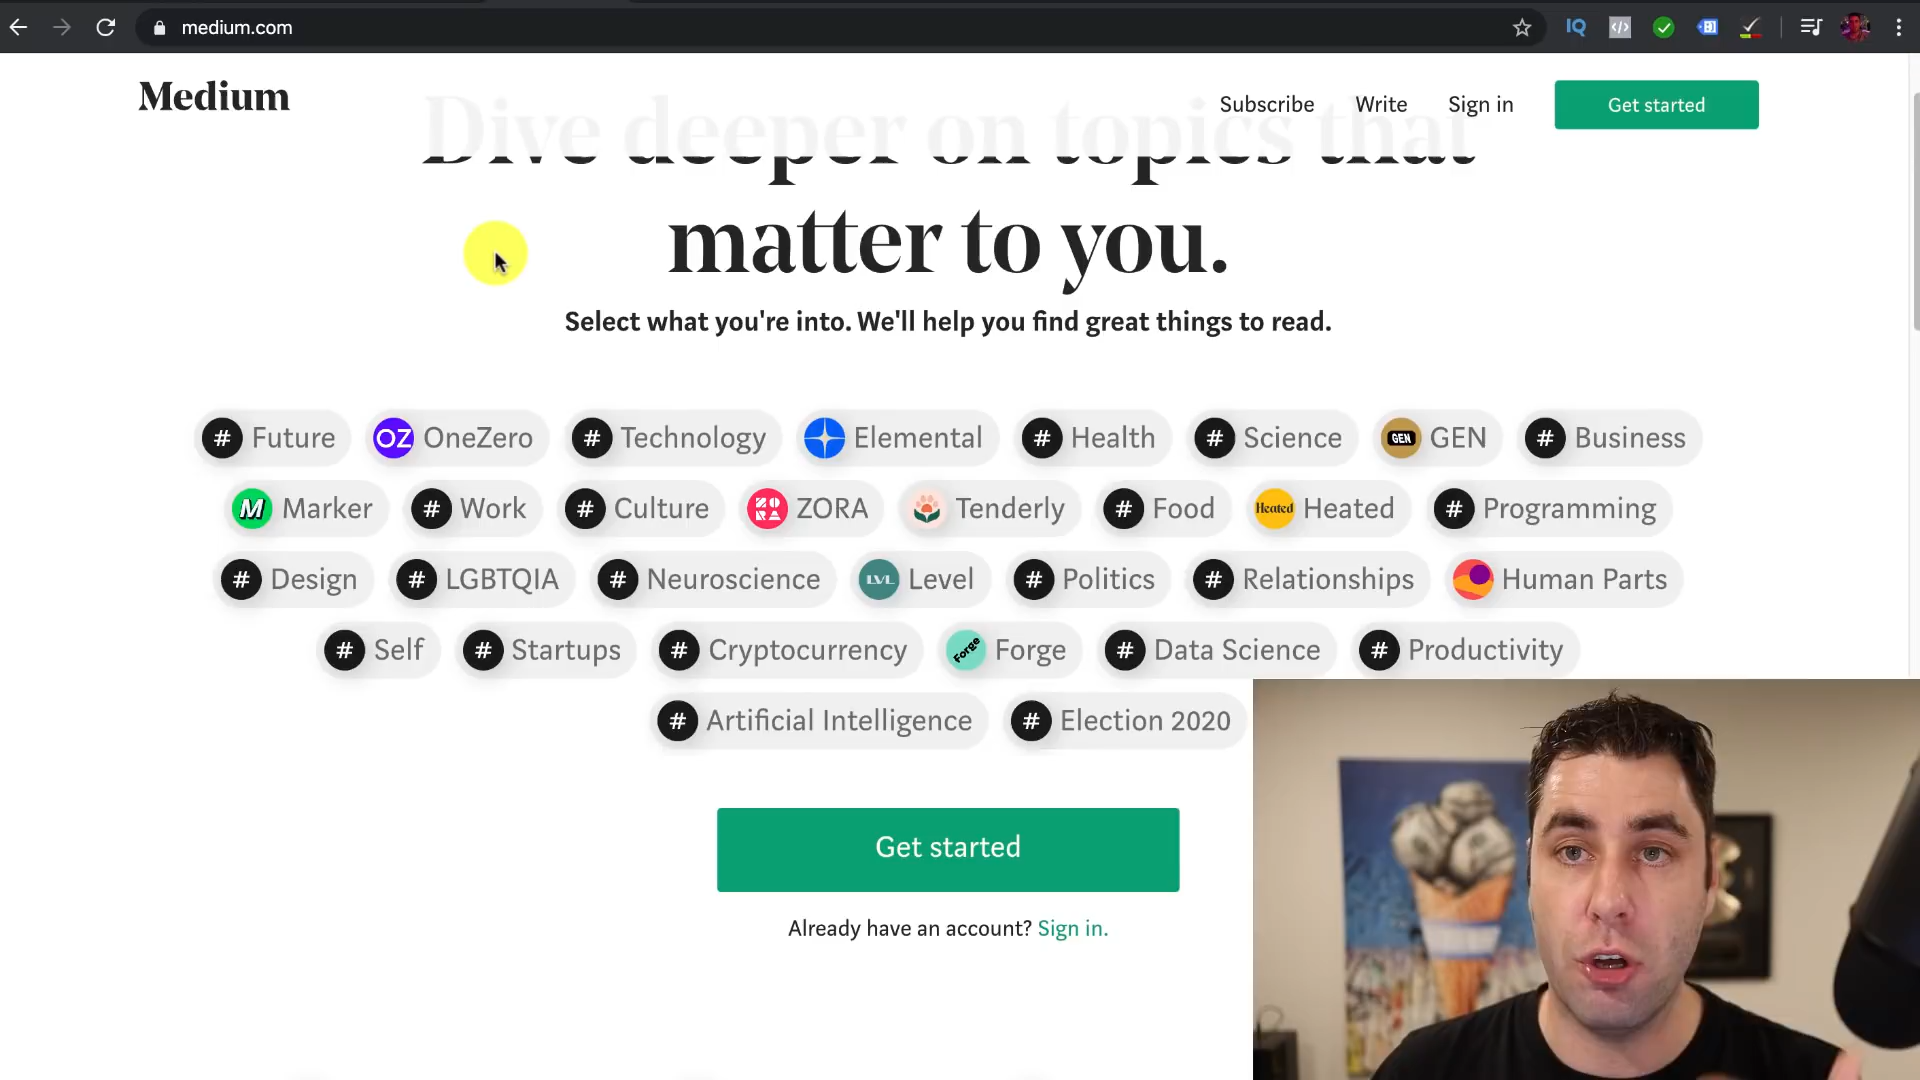 medium.com
IQ
Medium
Subscribe Write Sign in Get started
Dive deeper on topics that
matter to you.
Select what you're into. We'll help you find great things to read.
# Future OZ OneZero # Technology Elemental # Health # Science GEN GEN # Business
M Marker # Work # Culture ZORA ZORA Tenderly # Food Heated Heated # Programming
# Design # LGBTQIA # Neuroscience LVL Level # Politics # Relationships Human Parts
# Self # Startups # Cryptocurrency Forge Forge # Data Science # Productivity
# Artificial Intelligence # Election 2020
Get started
Already have an account? Sign in.